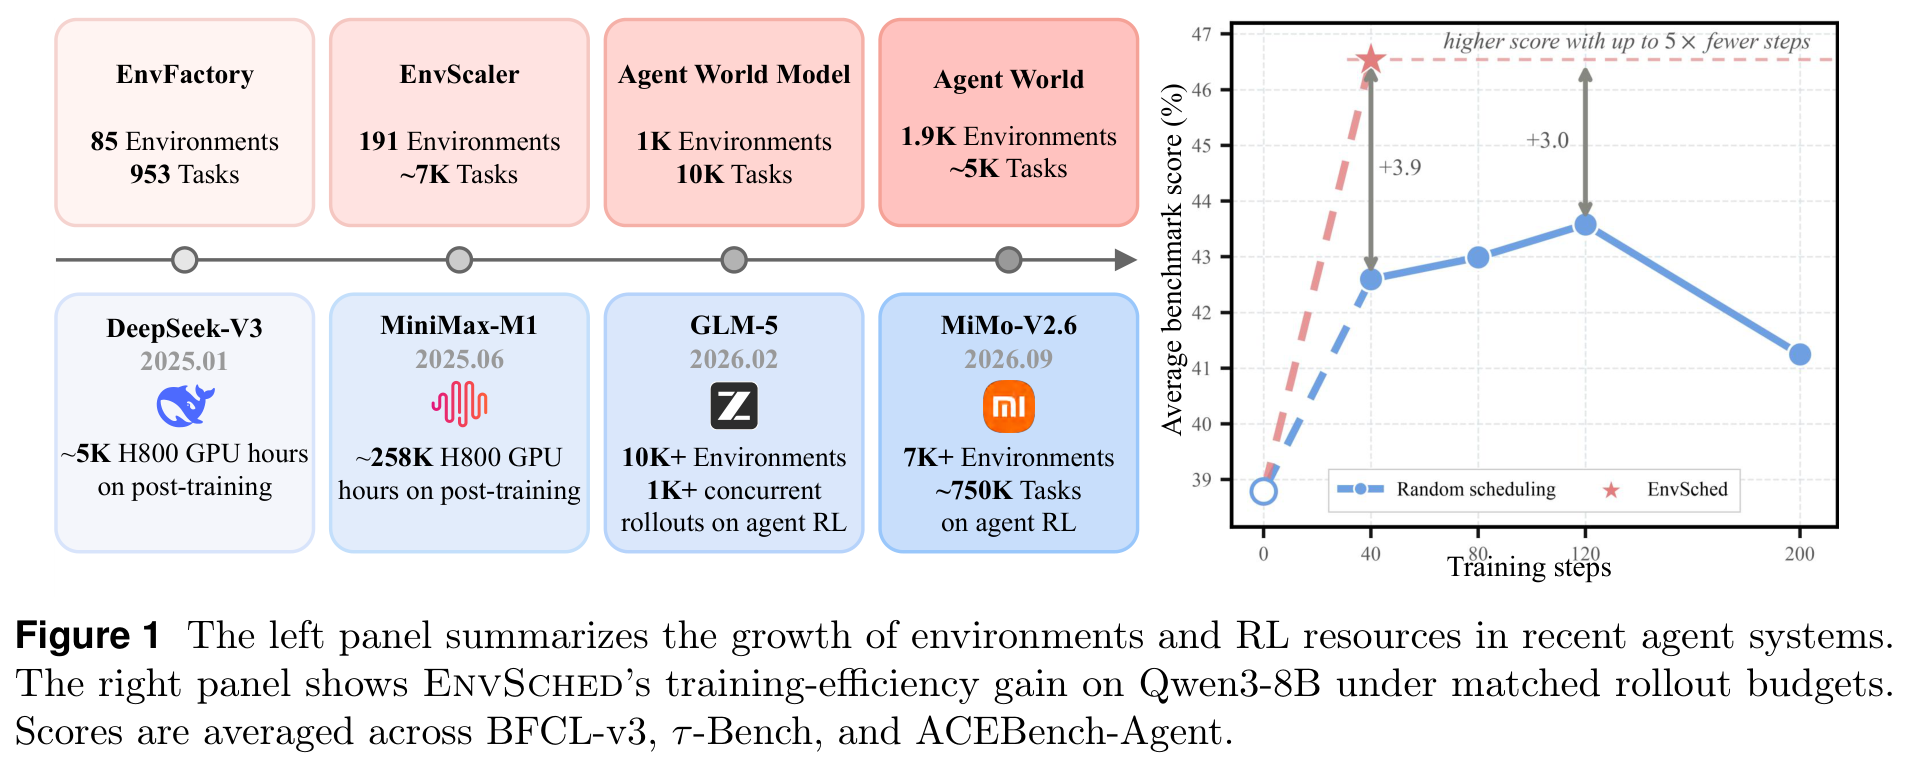 EnvFactory
85 Environments
953 Tasks
EnvScaler
191 Environments
~7K Tasks
Agent World Model
1K Environments
10K Tasks
Agent World
1.9K Environments
~5K Tasks
DeepSeek-V3
2025.01
~5K H800 GPU hours
on post-training
MiniMax-M1
2025.06
~258K H800 GPU
hours on post-training
GLM-5
2026.02
Z
10K+ Environments
1K+ concurrent
rollouts on agent RL
MiMo-V2.6
2026.09
mi
7K+ Environments
~750K Tasks
on agent RL
Average benchmark score (%)
47
46
45
44
43
42
41
40
39
higher score with up to 5× fewer steps
+3.9
+3.0
Random scheduling
EnvSched
0
40
80
120
200
Training steps
Figure 1 The left panel summarizes the growth of environments and RL resources in recent agent systems.
The right panel shows ENVSCHED's training-efficiency gain on Qwen3-8B under matched rollout budgets.
Scores are averaged across BFCL-v3, τ-Bench, and ACEBench-Agent.